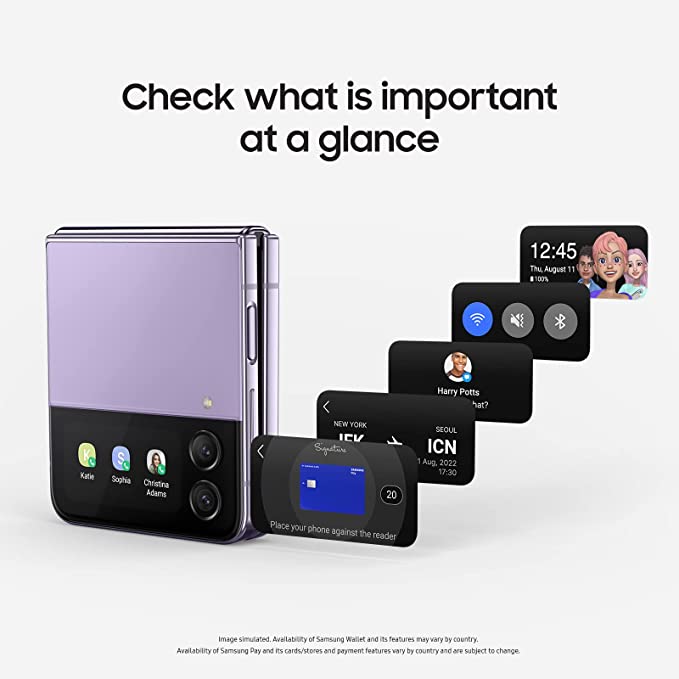 Check what is important
at a glance
12:45
Thu, August 11
100%
Harry Potts
hat?
NEW YORK
SEOUL
JFK
ICN
1 Aug, 2022
17:30
Signature
20
Place your phone against the reader
K
S
Katie
Sophia
Christina
Adams
Image simulated. Availability of Samsung Wallet and its features may vary by country.
Availability of Samsung Pay and its cards/stores and payment features vary by country and are subject to change.